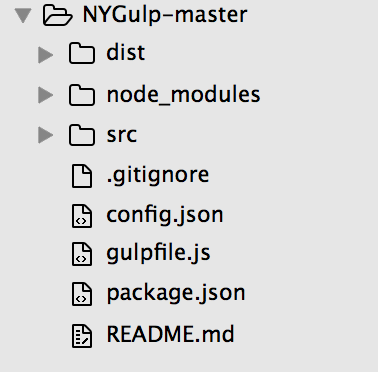 NYGulp-master
dist
node_modules
src
.gitignore
config.json
gulpfile.js
package.json
README.md